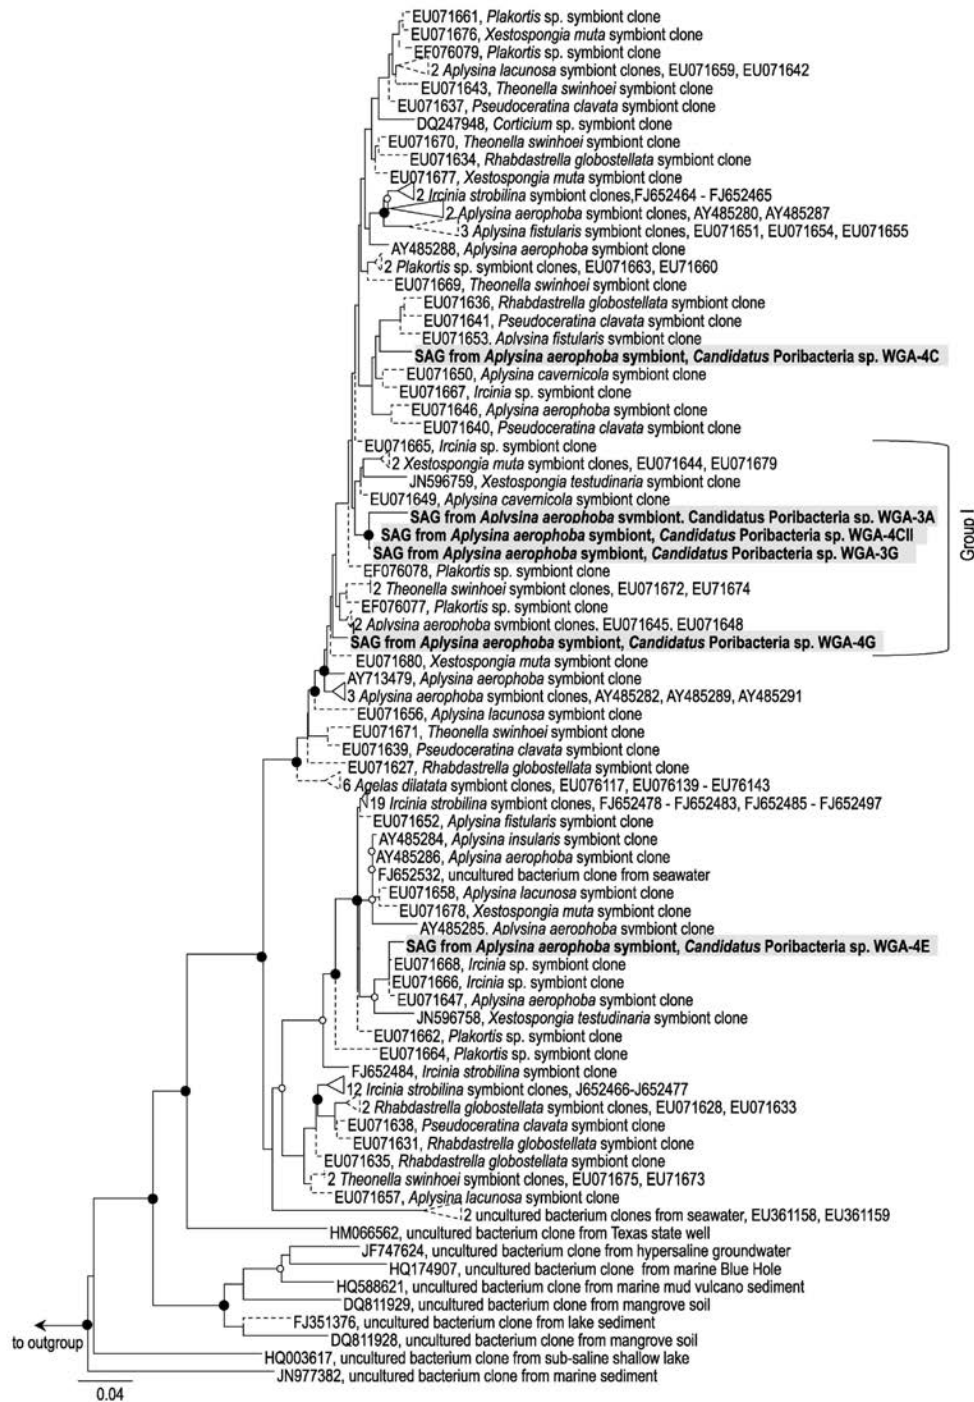 EU071661, Plakortis sp. symbiont clone
EU071676, Xestospongia muta symbiont clone
EF076079, Plakortis sp. symbiont clone
2 Aplysina lacunosa symbiont clones, EU071659, EU071642
EU071643, Theonella swinhoei symbiont clone
EU071637, Pseudoceratina clavata symbiont clone
DQ247948, Corticium sp. symbiont clone
EU071670, Theonella swinhoei symbiont clone
EU071634, Rhabdastrella globostellata symbiont clone
EU071677, Xestospongia muta symbiont clone
2 Ircinia strobilina symbiont clones,FJ652464 - FJ652465
2 Aplysina aerophoba symbiont clones, AY485280, AY485287
3 Aplysina fistularis symbiont clones, EU071651, EU071654, EU071655
AY485288, Aplysina aerophoba symbiont clone
2 Plakortis sp. symbiont clones, EU071663, EU71660
EU071669, Theonella swinhoei symbiont clone
EU071636, Rhabdastrella globostellata symbiont clone
EU071641, Pseudoceratina clavata symbiont clone
EU071653, Aplysina fistularis symbiont clone
SAG from Aplysina aerophoba symbiont, Candidatus Poribacteria sp. WGA-4C
EU071650, Aplysina cavernicola symbiont clone
EU071667, Ircinia sp. symbiont clone
EU071646, Aplysina aerophoba symbiont clone
EU071640, Pseudoceratina clavata symbiont clone
EU071665, Ircinia sp. symbiont clone
2 Xestospongia muta symbiont clones, EU071644, EU071679
JN596759, Xestospongia testudinaria symbiont clone
EU071649, Aplysina cavernicola symbiont clone
SAG from Aplysina aerophoba symbiont, Candidatus Poribacteria sp. WGA-3A
SAG from Aplysina aerophoba symbiont, Candidatus Poribacteria sp. WGA-4CII
SAG from Aplysina aerophoba symbiont, Candidatus Poribacteria sp. WGA-3G
EF076078, Plakortis sp. symbiont clone
2 Theonella swinhoei symbiont clones, EU071672, EU71674
EF076077, Plakortis sp. symbiont clone
2 Aplysina aerophoba symbiont clones, EU071645, EU071648
SAG from Aplysina aerophoba symbiont, Candidatus Poribacteria sp. WGA-4G
EU071680, Xestospongia muta symbiont clone
Group I
AY713479, Aplysina aerophoba symbiont clone
3 Aplysina aerophoba symbiont clones, AY485282, AY485289, AY485291
EU071656, Aplysina lacunosa symbiont clone
EU071671, Theonella swinhoei symbiont clone
EU071639, Pseudoceratina clavata symbiont clone
EU071627, Rhabdastrella globostellata symbiont clone
6 Agelas dilatata symbiont clones, EU076117, EU076139 - EU76143
19 Ircinia strobilina symbiont clones, FJ652478 - FJ652483, FJ652485 - FJ652497
EU071652, Aplysina fistularis symbiont clone
AY485284, Aplysina insularis symbiont clone
AY485286, Aplysina aerophoba symbiont clone
FJ652532, uncultured bacterium clone from seawater
EU071658, Aplysina lacunosa symbiont clone
EU071678, Xestospongia muta symbiont clone
AY485285, Aplysina aerophoba symbiont clone
SAG from Aplysina aerophoba symbiont, Candidatus Poribacteria sp. WGA-4E
EU071668, Ircinia sp. symbiont clone
EU071666, Ircinia sp. symbiont clone
EU071647, Aplysina aerophoba symbiont clone
JN596758, Xestospongia testudinaria symbiont clone
EU071662, Plakortis sp. symbiont clone
EU071664, Plakortis sp. symbiont clone
FJ652484, Ircinia strobilina symbiont clone
12 Ircinia strobilina symbiont clones, J652466-J652477
2 Rhabdastrella globostellata symbiont clones, EU071628, EU071633
EU071638, Pseudoceratina clavata symbiont clone
EU071631, Rhabdastrella globostellata symbiont clone
EU071635, Rhabdastrella globostellata symbiont clone
2 Theonella swinhoei symbiont clones, EU071675, EU71673
EU071657, Aplysina lacunosa symbiont clone
2 uncultured bacterium clones from seawater, EU361158, EU361159
HM066562, uncultured bacterium clone from Texas state well
JF747624, uncultured bacterium clone from hypersaline groundwater
HQ174907, uncultured bacterium clone from marine Blue Hole
HQ588621, uncultured bacterium clone from marine mud vulcano sediment
DQ811929, uncultured bacterium clone from mangrove soil
FJ351376, uncultured bacterium clone from lake sediment
DQ811928, uncultured bacterium clone from mangrove soil
to outgroup
HQ003617, uncultured bacterium clone from sub-saline shallow lake
JN977382, uncultured bacterium clone from marine sediment
0.04